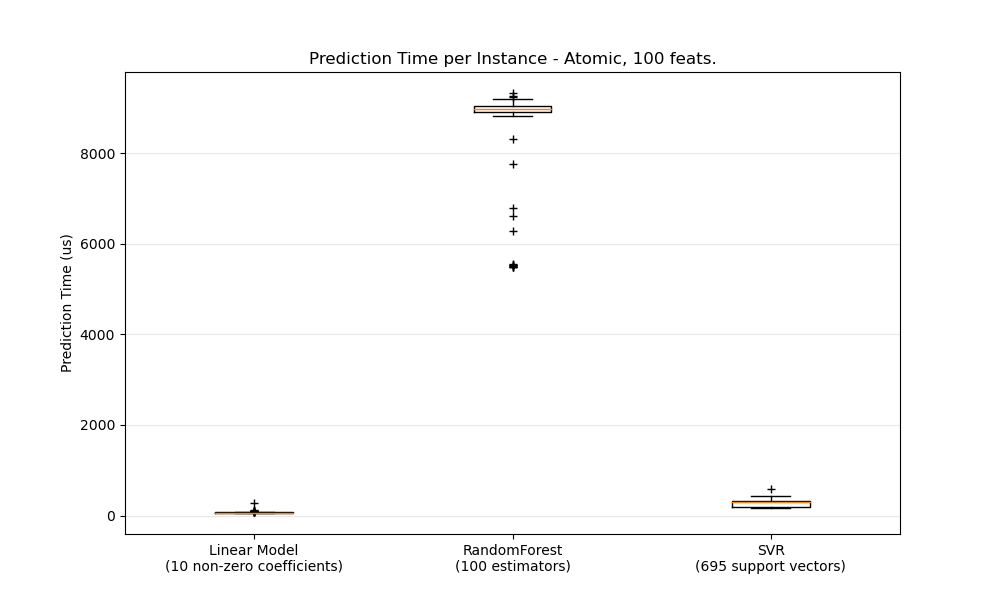 Prediction Time per Instance - Atomic, 100 feats.
Prediction Time (us)
8000
6000
4000
2000
0
Linear Model
(10 non-zero coefficients)
RandomForest
(100 estimators)
SVR
(695 support vectors)